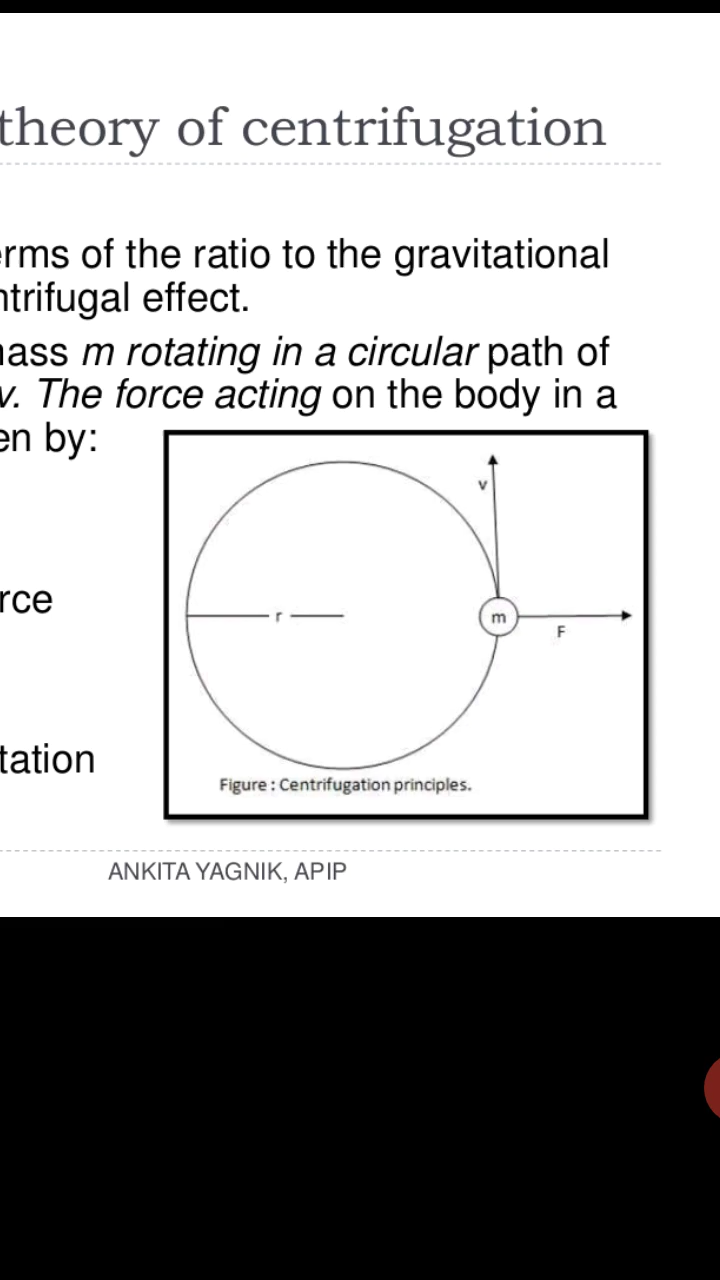 theory of centrifugation
erms of the ratio to the gravitational
ntrifugal effect.
ass m rotating in a circular path of
v. The force acting on the body in a
en by:
v
rce
r
m
F
tation
Figure : Centrifugation principles.
ANKITA YAGNIK, APIP